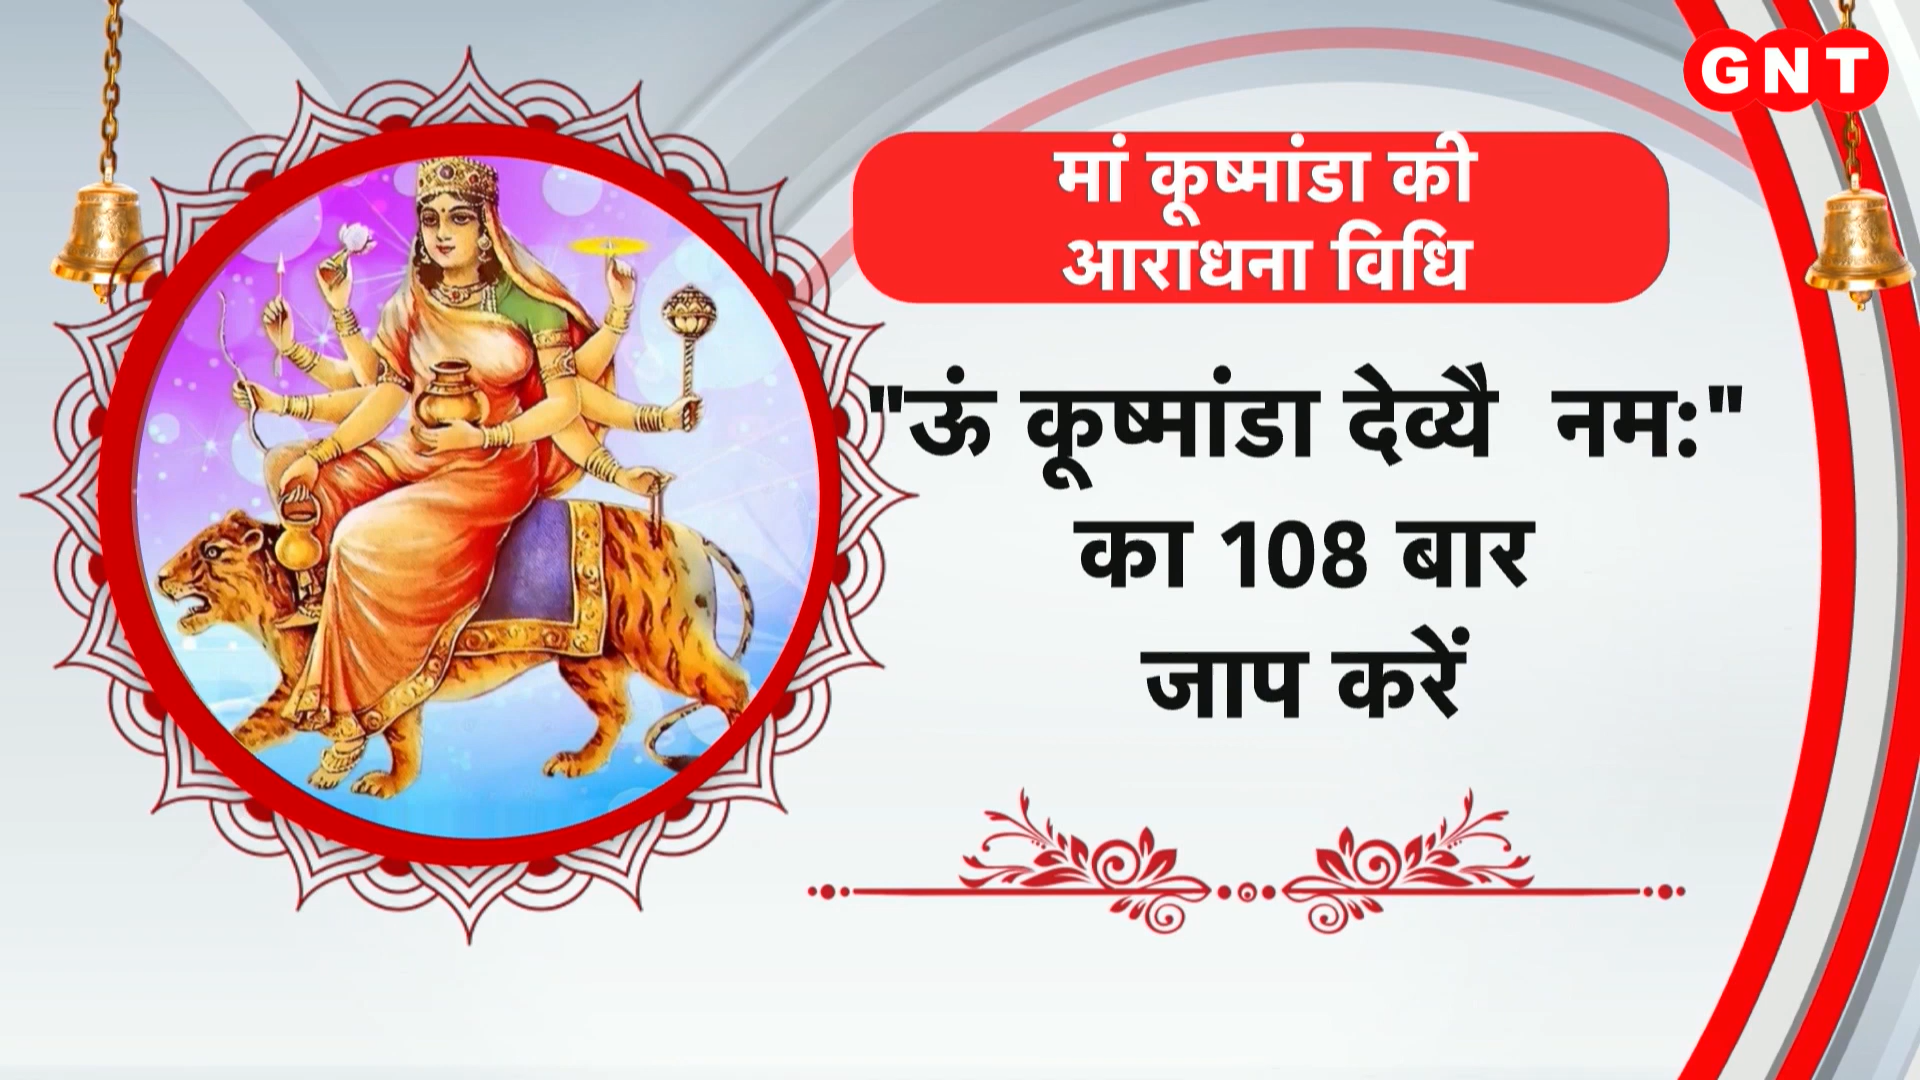 GNT
मां कूष्मांडा की
आराधना विधि
"ऊं कूष्मांडा देव्यै  नम:"
का 108 बार
जाप करें